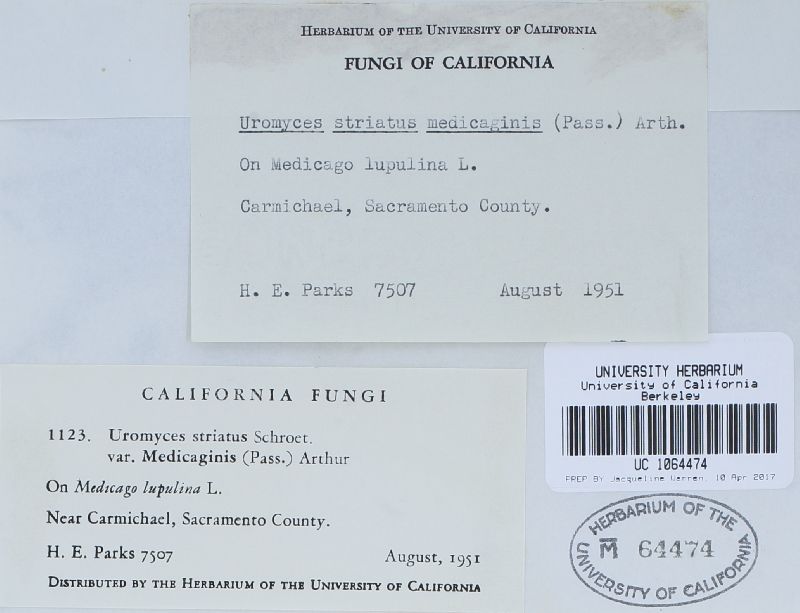 HERBARIUM OF THE UNIVERSITY OF CALIFORNIA
FUNGI OF CALIFORNIA
Uromyces striatus medicaginis (Pass.) Arth.
On Medicago lupulina L.
Carmichael, Sacramento County.
H. E. Parks 7507 August 1951
CALIFORNIA FUNGI
1123. Uromyces striatus Schroet.
var. Medicaginis (Pass.) Arthur
On Medicago lupulina L.
Near Carmichael, Sacramento County.
H. E. Parks 7507 August, 1951
DISTRIBUTED BY THE HERBARIUM OF THE UNIVERSITY OF CALIFORNIA
UNIVERSITY HERBARIUM
University of California
Berkeley
UC 1064474
PREP BY Jacqueline Warren, 10 Apr 2017
HERBARIUM OF THE
M 64474
UNIVERSITY OF CALIFORNIA